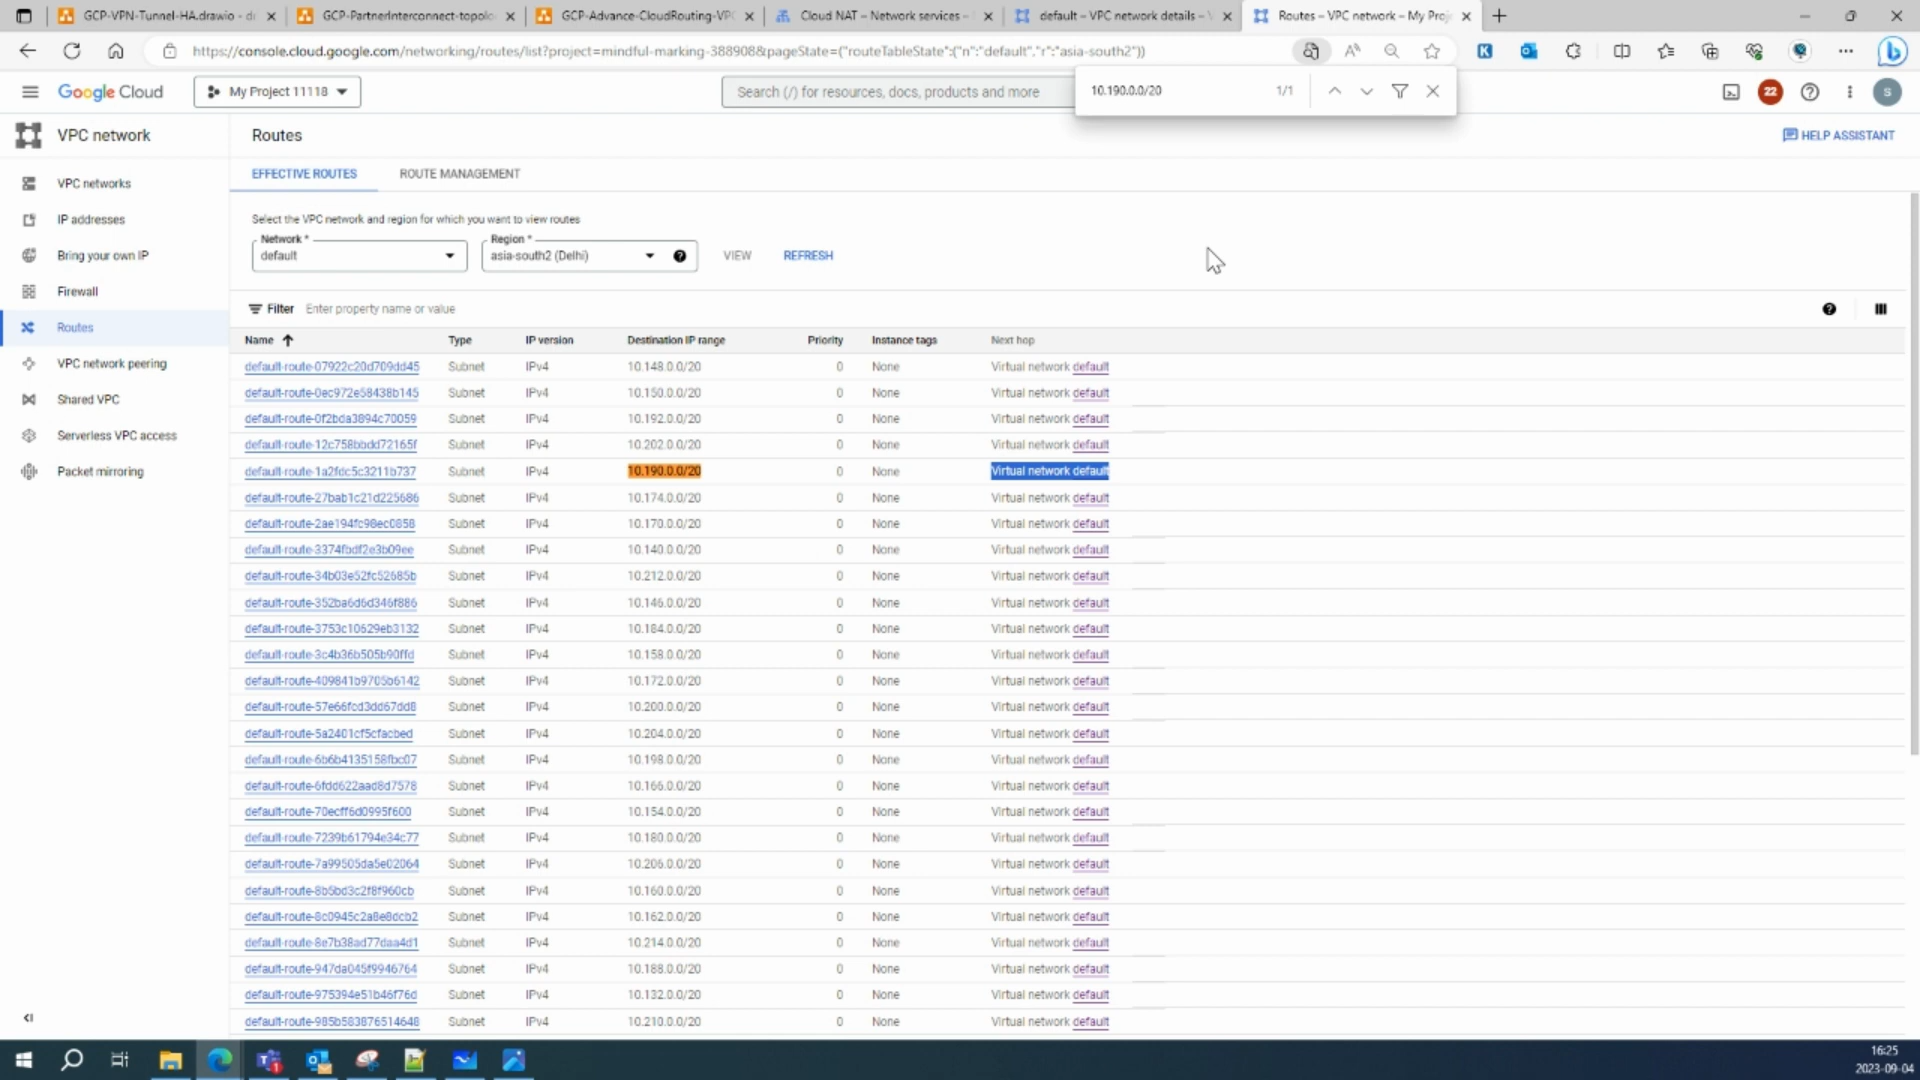 GCP-VPN-Tunnel-HA.drawio - dr
GCP-PartnerInterconnect-topolo
GCP-Advance-CloudRouting-VPC
Cloud NAT – Network services –
default – VPC network details – V
Routes – VPC network – My Proj
https://console.cloud.google.com/networking/routes/list?project=mindful-marking-388908&pageState=("routeTableState":("n":"default","r":"asia-south2"))
Google Cloud
My Project 11118
Search (/) for resources, docs, products and more
10.190.0.0/20
1/1
22
S
VPC network
Routes
HELP ASSISTANT
EFFECTIVE ROUTES
ROUTE MANAGEMENT
VPC networks
IP addresses
Bring your own IP
Firewall
Routes
VPC network peering
Shared VPC
Serverless VPC access
Packet mirroring
Select the VPC network and region for which you want to view routes
Network *
default
Region *
asia-south2 (Delhi)
VIEW
REFRESH
Filter Enter property name or value
Name Type IP version Destination IP range Priority Instance tags Next hop
default-route-07922c20d709dd45 Subnet IPv4 10.148.0.0/20 0 None Virtual network default
default-route-0ec972e58438b145 Subnet IPv4 10.150.0.0/20 0 None Virtual network default
default-route-0f2bda3894c70059 Subnet IPv4 10.192.0.0/20 0 None Virtual network default
default-route-12c758bbdd72165f Subnet IPv4 10.202.0.0/20 0 None Virtual network default
default-route-1a2fdc5c3211b737 Subnet IPv4 10.190.0.0/20 0 None Virtual network default
default-route-27bab1c21d225686 Subnet IPv4 10.174.0.0/20 0 None Virtual network default
default-route-2ae194fc98ec0858 Subnet IPv4 10.170.0.0/20 0 None Virtual network default
default-route-3374fbdf2e3b09ee Subnet IPv4 10.140.0.0/20 0 None Virtual network default
default-route-34b03e52fc52685b Subnet IPv4 10.212.0.0/20 0 None Virtual network default
default-route-352ba6d6d346f886 Subnet IPv4 10.146.0.0/20 0 None Virtual network default
default-route-3753c10629eb3132 Subnet IPv4 10.184.0.0/20 0 None Virtual network default
default-route-3c4b36b505b90ffd Subnet IPv4 10.158.0.0/20 0 None Virtual network default
default-route-409841b9705b6142 Subnet IPv4 10.172.0.0/20 0 None Virtual network default
default-route-57e66fcd3dd67dd8 Subnet IPv4 10.200.0.0/20 0 None Virtual network default
default-route-5a2401cf5cfacbed Subnet IPv4 10.204.0.0/20 0 None Virtual network default
default-route-6b6b4135158fbc07 Subnet IPv4 10.198.0.0/20 0 None Virtual network default
default-route-6fdd622aad8d7578 Subnet IPv4 10.166.0.0/20 0 None Virtual network default
default-route-70ecff6d0995f600 Subnet IPv4 10.154.0.0/20 0 None Virtual network default
default-route-7239b61794e34c77 Subnet IPv4 10.180.0.0/20 0 None Virtual network default
default-route-7a99505da5e02064 Subnet IPv4 10.206.0.0/20 0 None Virtual network default
default-route-8b5bd3c2f8f960cb Subnet IPv4 10.160.0.0/20 0 None Virtual network default
default-route-8c0945c2a8e8dcb2 Subnet IPv4 10.162.0.0/20 0 None Virtual network default
default-route-8e7b38ad77daa4d1 Subnet IPv4 10.214.0.0/20 0 None Virtual network default
default-route-947da045f9946764 Subnet IPv4 10.188.0.0/20 0 None Virtual network default
default-route-975394e51b46f76d Subnet IPv4 10.132.0.0/20 0 None Virtual network default
default-route-985b583876514648 Subnet IPv4 10.210.0.0/20 0 None Virtual network default
16:25
2023-09-04